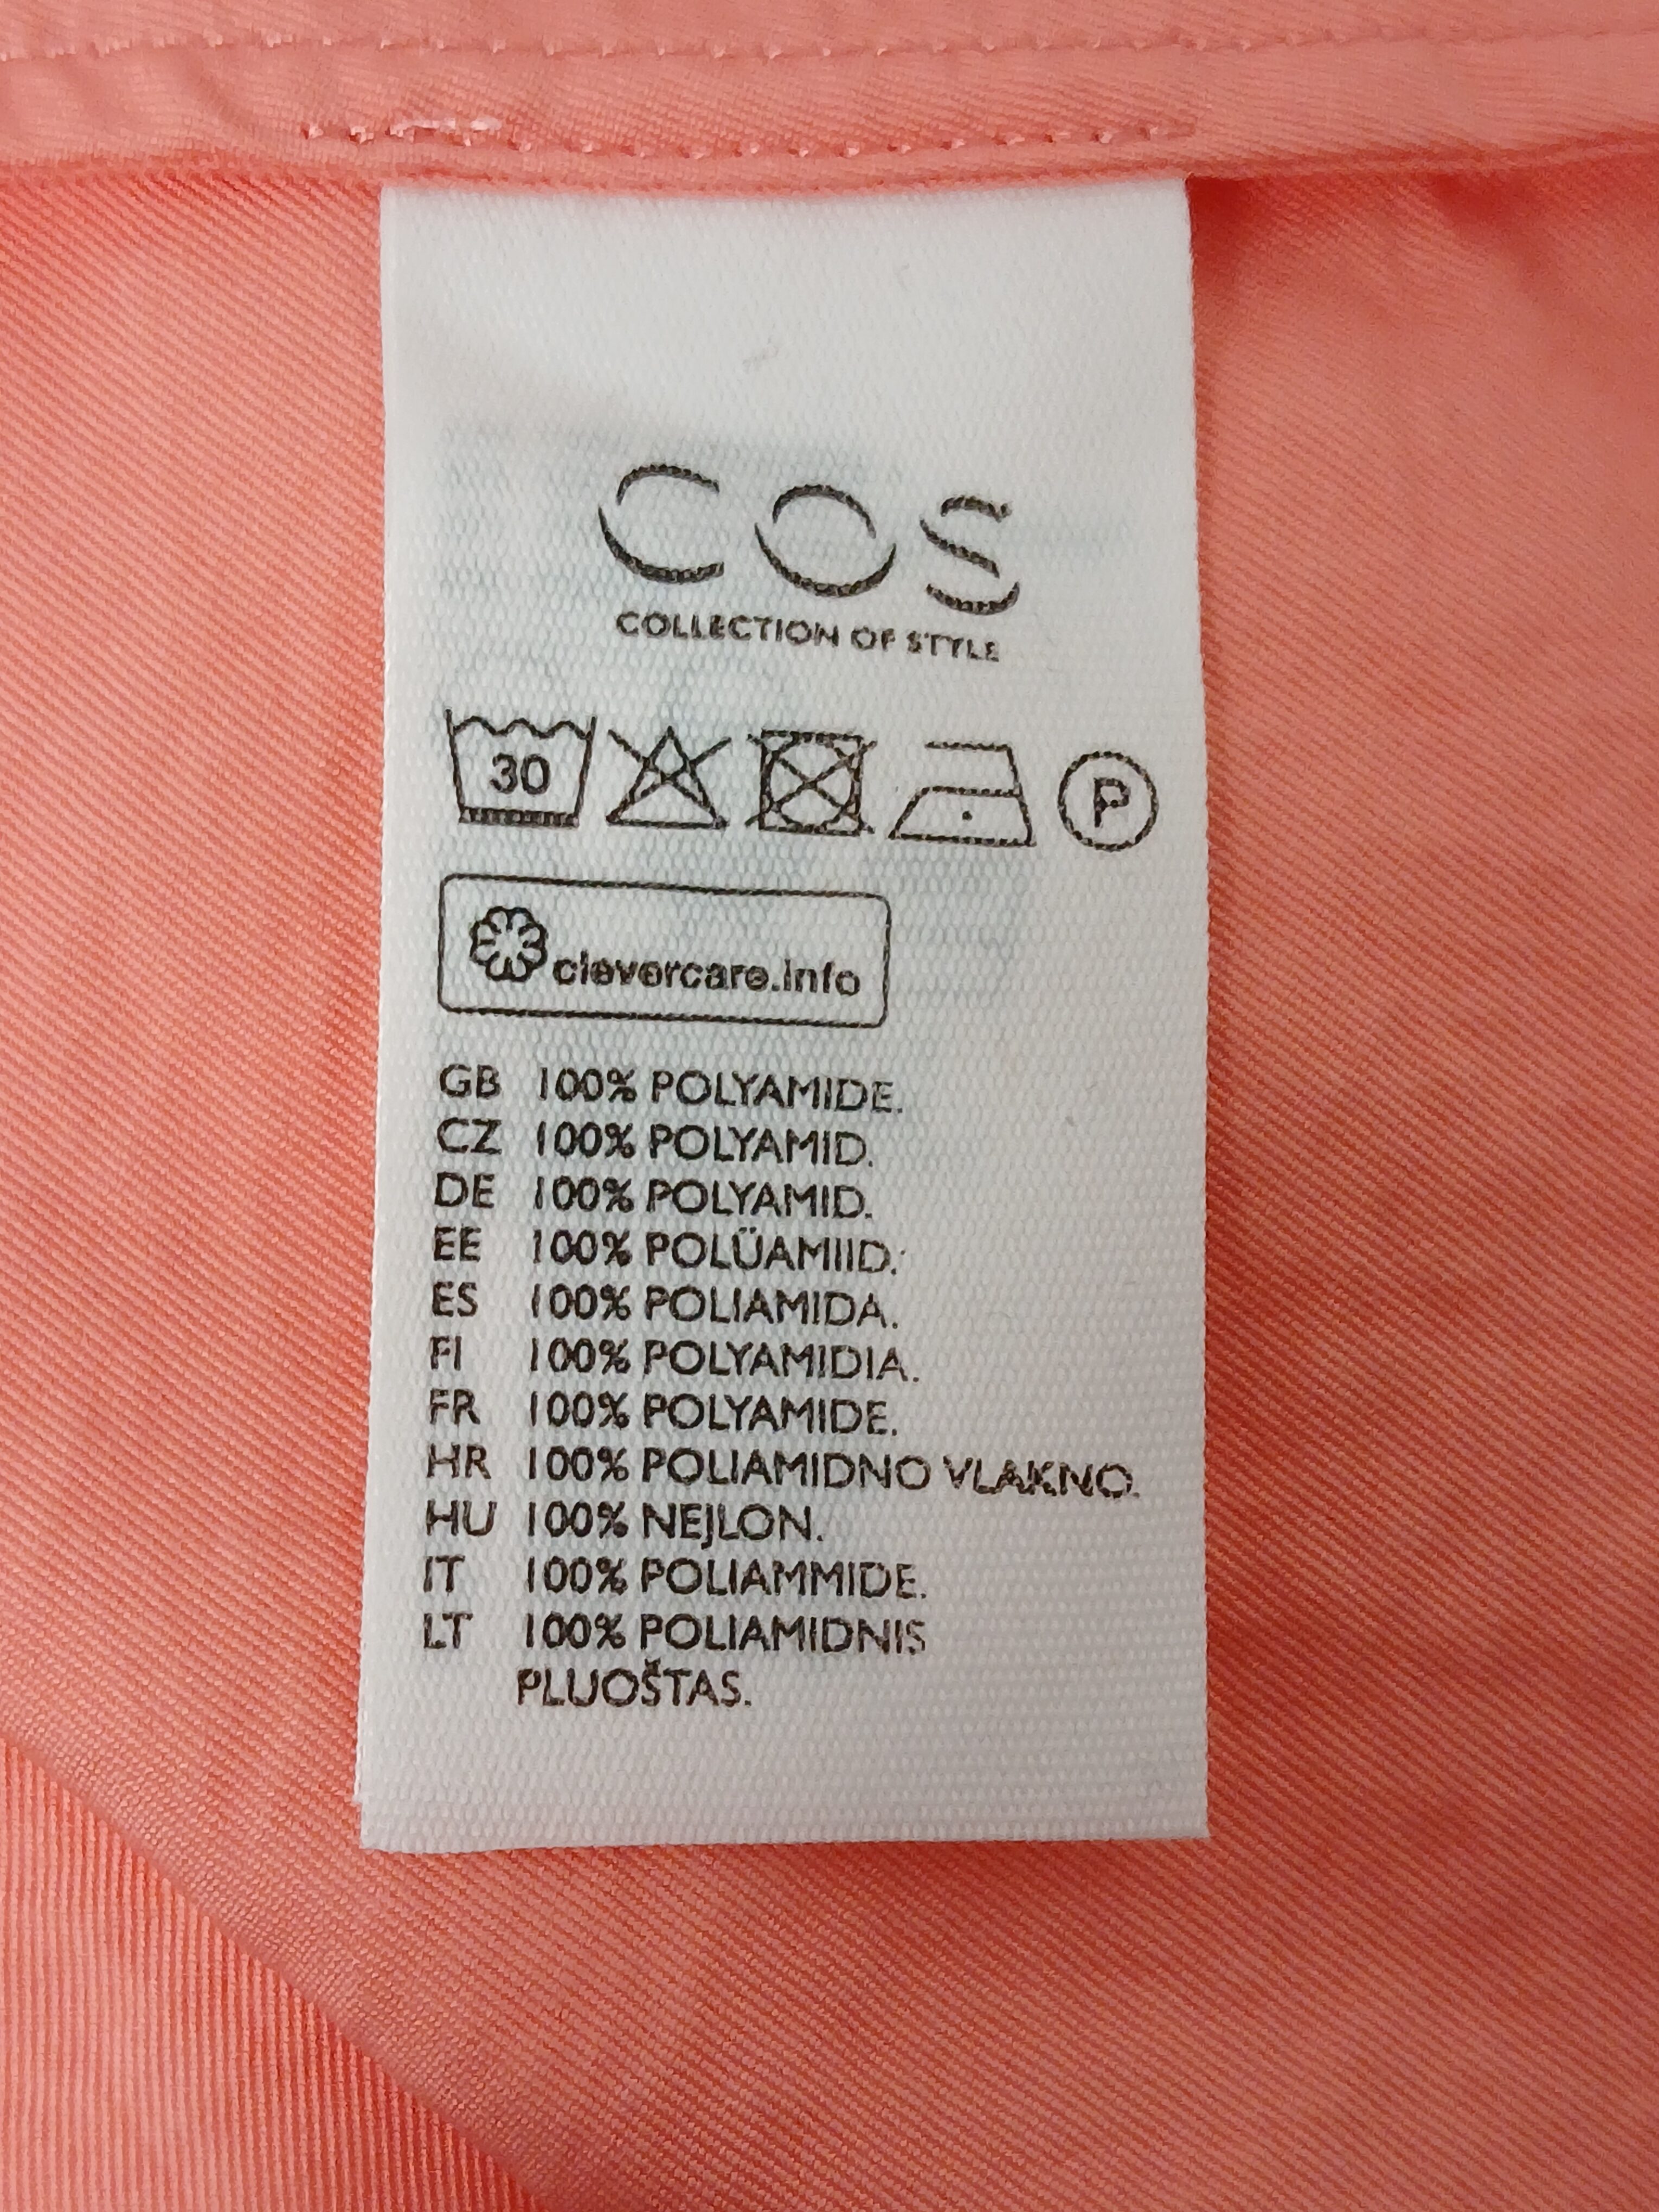 COS
COLLECTION OF STYLE
30
P
clevercare.info
GB 100% POLYAMIDE.
CZ 100% POLYAMID.
DE 100% POLYAMID.
EE 100% POLÜAMIID.
ES 100% POLIAMIDA.
FI 100% POLYAMIDIA.
FR 100% POLYAMIDE.
HR 100% POLIAMIDNO VLAKNO.
HU 100% NEJLON.
IT 100% POLIAMMIDE.
LT 100% POLIAMIDNIS
PLUOŠTAS.